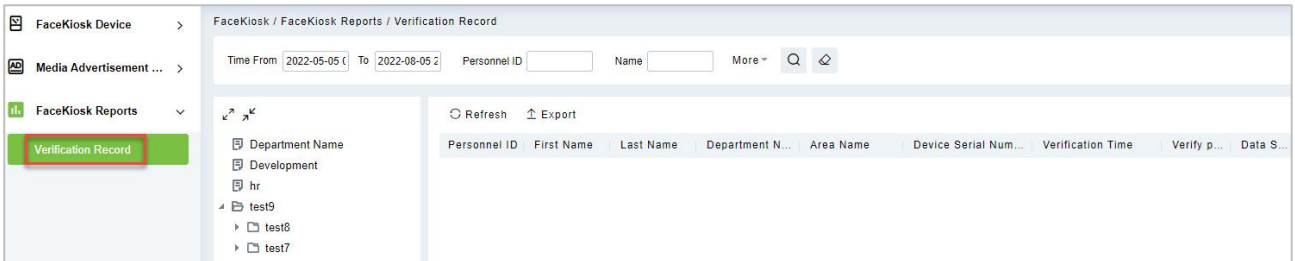 FaceKiosk Device
Media Advertisement ...
FaceKiosk Reports
Verification Record
FaceKiosk / FaceKiosk Reports / Verification Record
Time From 2022-05-05 ( To 2022-08-05 2 Personnel ID Name More
Refresh Export
Department Name
Development
hr
test9
test8
test7
Personnel ID First Name Last Name Department N... Area Name Device Serial Num... Verification Time Verify p... Data S...